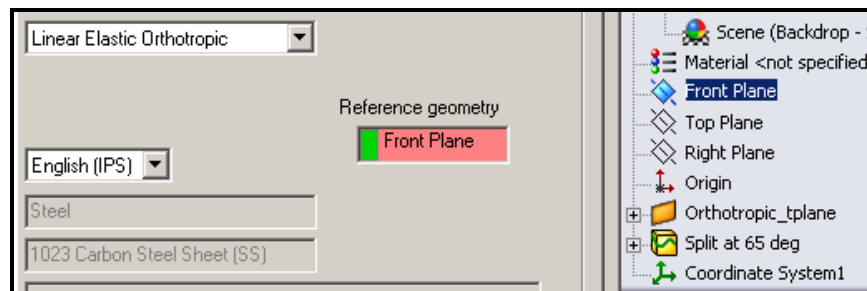 Linear Elastic Orthotropic
Reference geometry
Front Plane
English (IPS)
Steel
1023 Carbon Steel Sheet (SS)
Scene (Backdrop -
Material <not specified
Front Plane
Top Plane
Right Plane
Origin
Orthotropic_tplane
Split at 65 deg
Coordinate System1